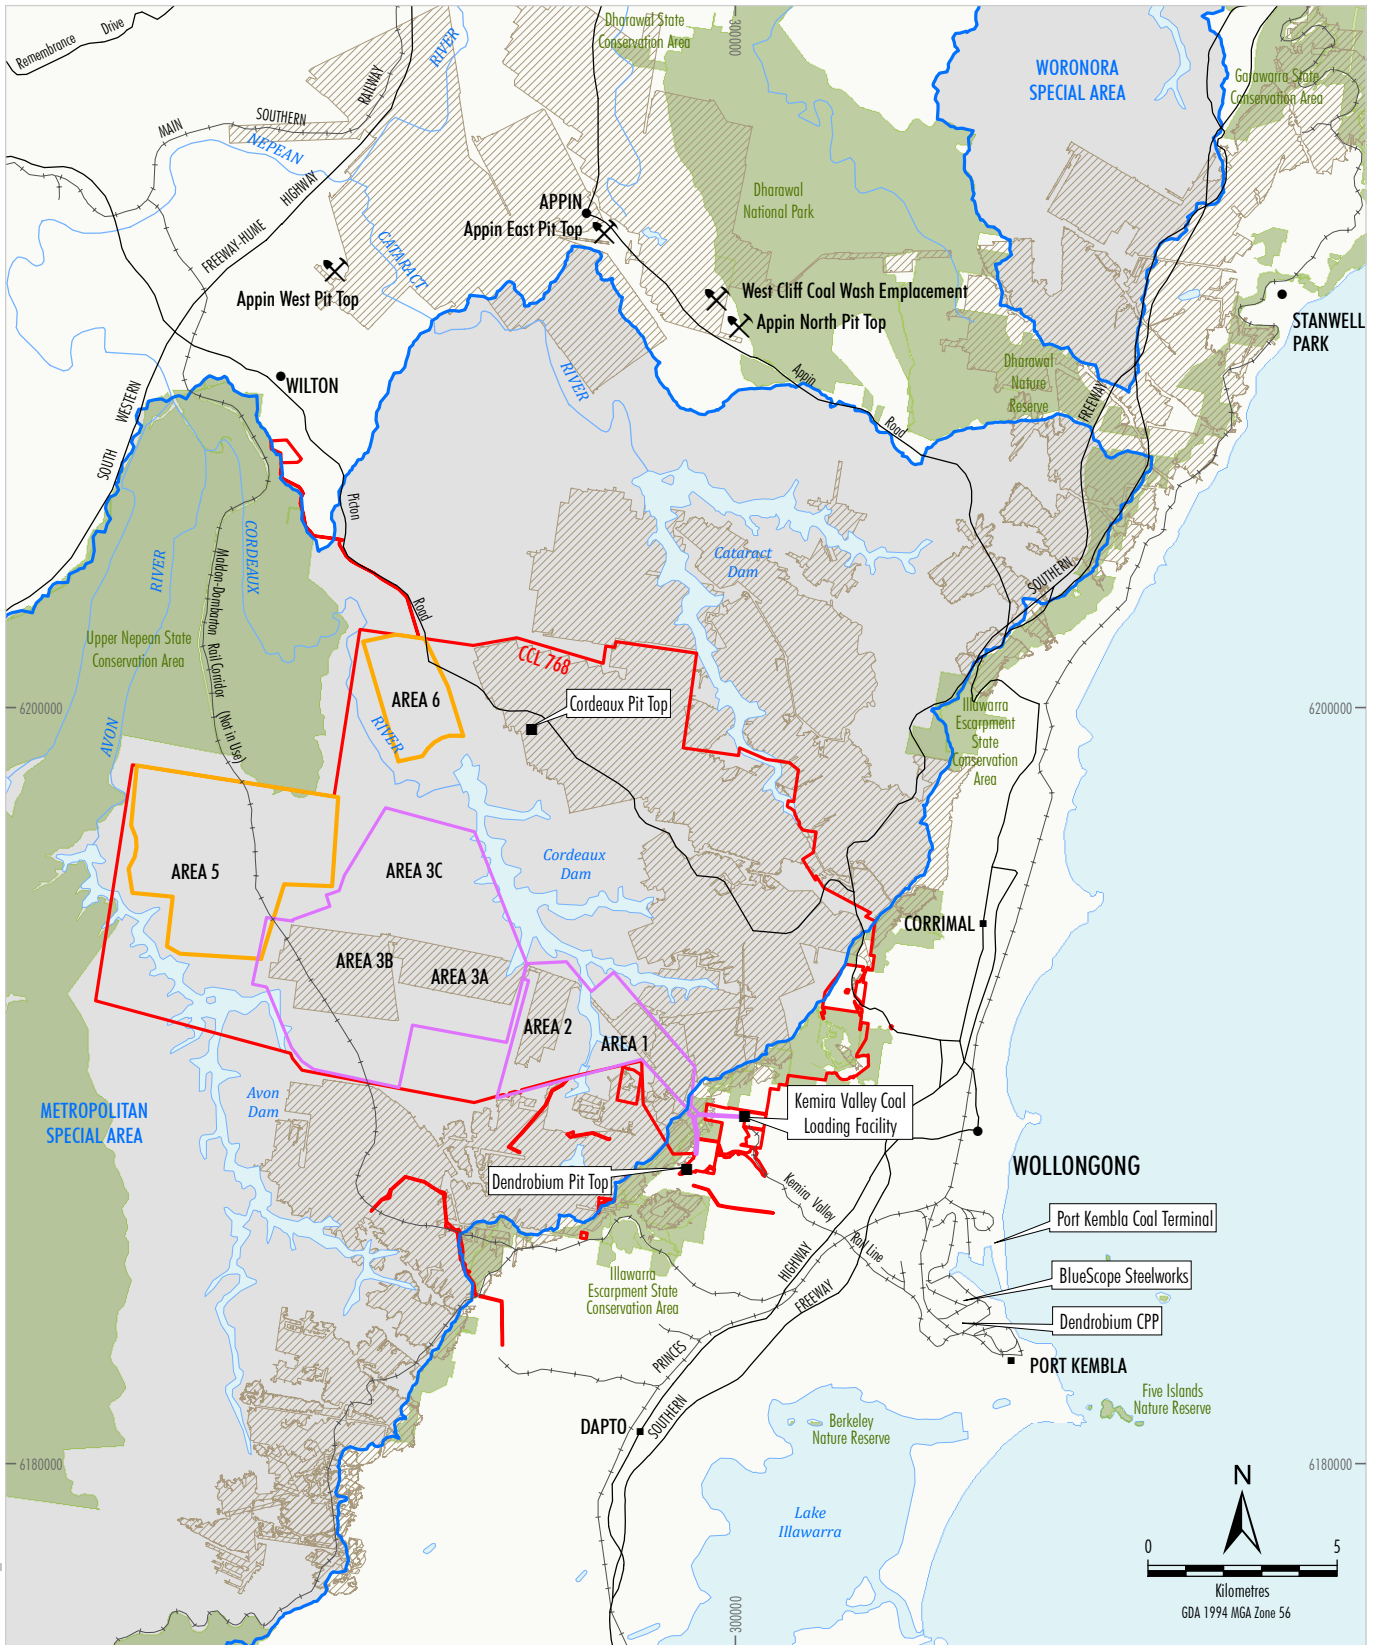 Remembrance Drive
RIVER
Dharawal State
Conservation Area
300000
WORONORA
SPECIAL AREA
Garawarra State
Conservation Area
MAIN
SOUTHERN
RAILWAY
NEPEAN
Dharawal
National Park
FREEWAY-HUME
HIGHWAY
APPIN
Appin East Pit Top
CATARACT
Appin West Pit Top
West Cliff Coal Wash Emplacement
Appin North Pit Top
STANWELL
PARK
WILTON
RIVER
Appin
Road
Dharawal
Nature
Reserve
FREEWAY
SOUTH
WESTERN
Picton
Road
RIVER
CORDEAUX
Maldon-Dombarton Rail Corridor (Not in Use)
Cataract
Dam
SOUTHERN
Upper Nepean State
Conservation Area
AVON
CCL 768
AREA 6
RIVER
Cordeaux Pit Top
6200000
6200000
Illawarra
Escarpment
State
Conservation
Area
AREA 5
AREA 3C
Cordeaux
Dam
CORRIMAL
AREA 3B
AREA 3A
AREA 2
AREA 1
METROPOLITAN
SPECIAL AREA
Avon
Dam
Kemira Valley Coal
Loading Facility
Dendrobium Pit Top
WOLLONGONG
Kemira Valley
Rail Line
Port Kembla Coal Terminal
BlueScope Steelworks
Dendrobium CPP
Illawarra
Escarpment State
Conservation Area
HIGHWAY
FREEWAY
PRINCES
SOUTHERN
PORT KEMBLA
Five Islands
Nature Reserve
DAPTO
Berkeley
Nature Reserve
6180000
6180000
Lake
Illawarra
N
0 5
Kilometres
GDA 1994 MGA Zone 56
300000